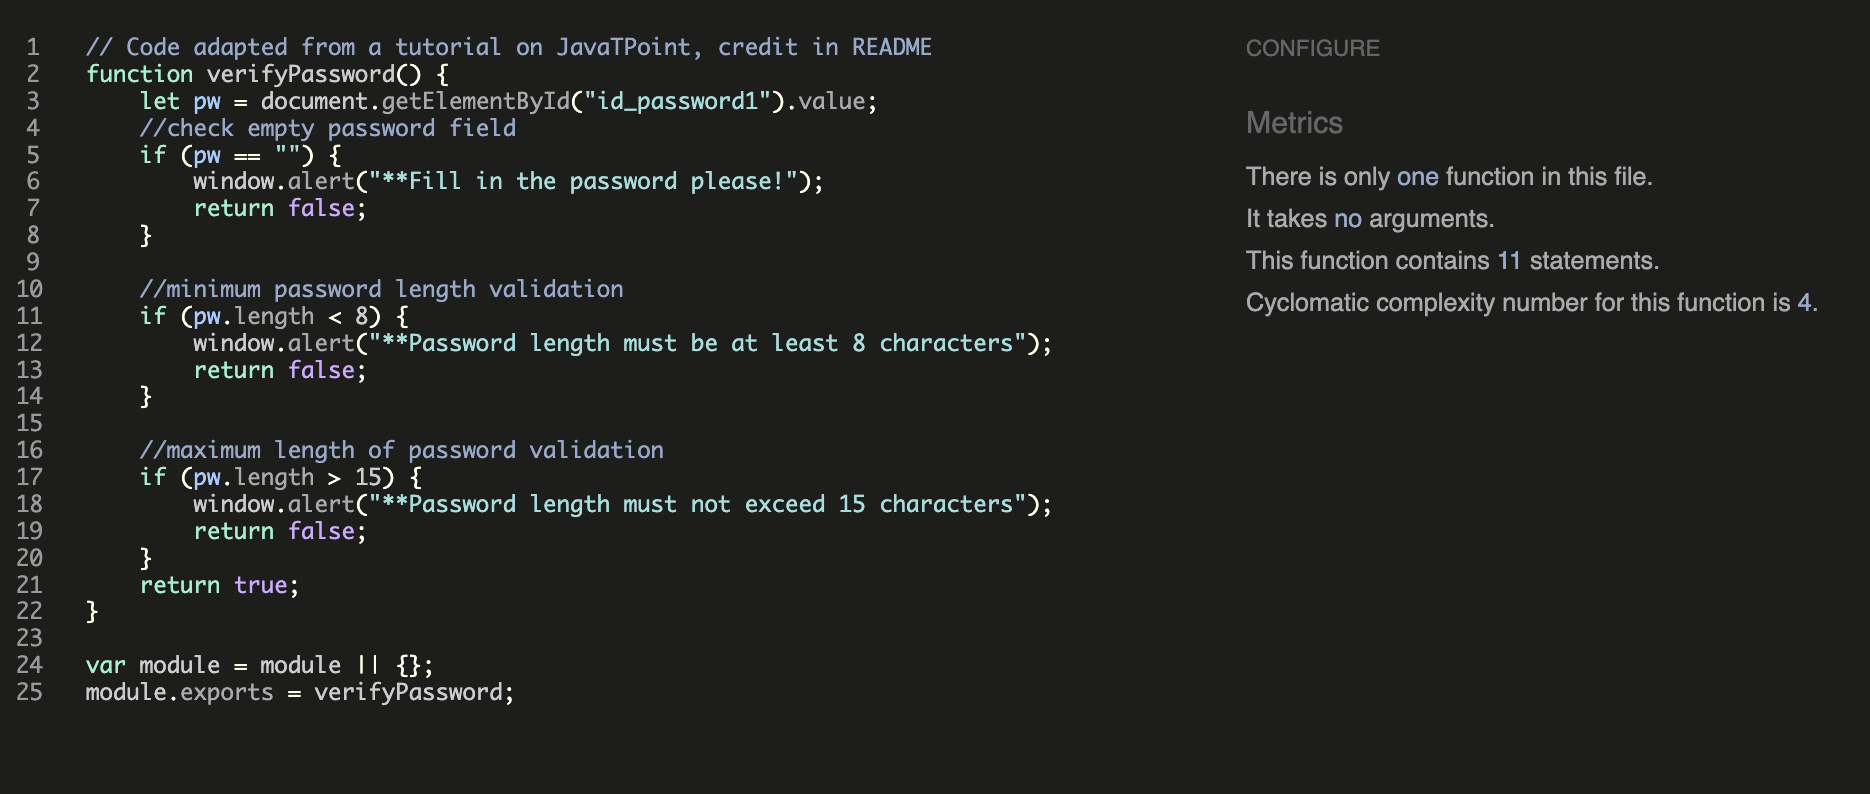 1 // Code adapted from a tutorial on JavaTPoint, credit in README
2 function verifyPassword() {
3     let pw = document.getElementById("id_password1").value;
4     //check empty password field
5     if (pw == "") {
6         window.alert("**Fill in the password please!");
7         return false;
8     }
9
10     //minimum password length validation
11     if (pw.length < 8) {
12         window.alert("**Password length must be at least 8 characters");
13         return false;
14     }
15
16     //maximum length of password validation
17     if (pw.length > 15) {
18         window.alert("**Password length must not exceed 15 characters");
19         return false;
20     }
21     return true;
22 }
23
24 var module = module || {};
25 module.exports = verifyPassword;
CONFIGURE
Metrics
There is only one function in this file.
It takes no arguments.
This function contains 11 statements.
Cyclomatic complexity number for this function is 4.